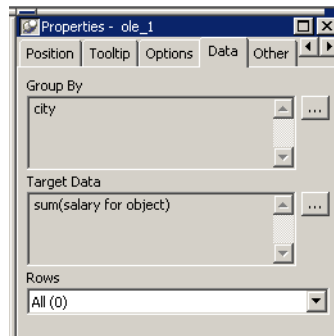 Properties - ole_1
Position Tooltip Options Data Other
Group By
city
...
Target Data
sum(salary for object)
...
Rows
All (0)